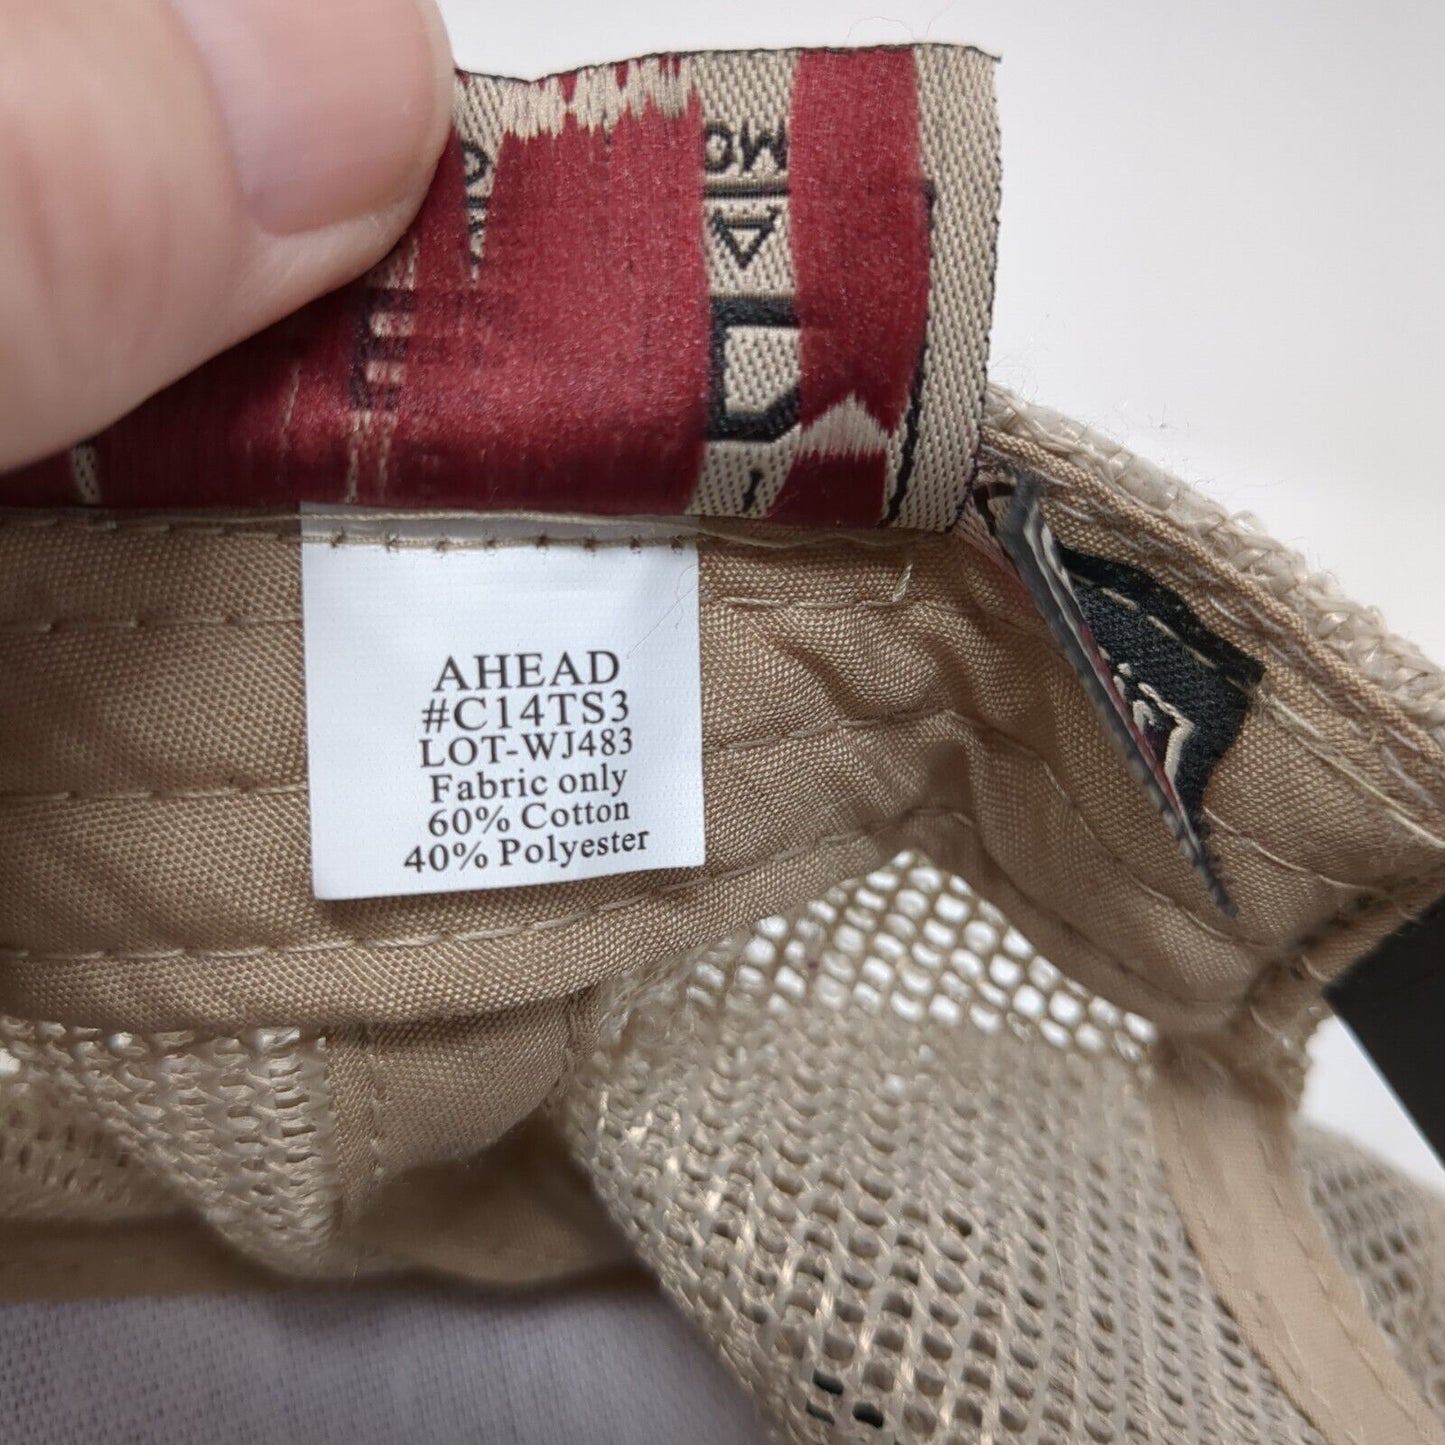 AHEAD
#C14TS3
LOT-WJ483
Fabric only
60% Cotton
40% Polyester